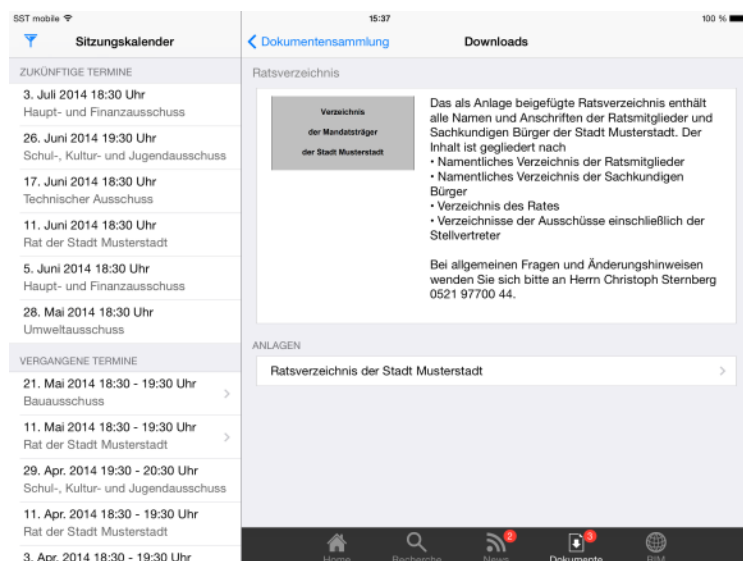 SST mobile 15:37 100 %
Sitzungskalender
ZUKÜNFTIGE TERMINE
3. Juli 2014 18:30 Uhr
Haupt- und Finanzausschuss
26. Juni 2014 19:30 Uhr
Schul-, Kultur- und Jugendausschuss
17. Juni 2014 18:30 Uhr
Technischer Ausschuss
11. Juni 2014 18:30 Uhr
Rat der Stadt Musterstadt
5. Juni 2014 18:30 Uhr
Haupt- und Finanzausschuss
28. Mai 2014 18:30 Uhr
Umweltausschuss
VERGANGENE TERMINE
21. Mai 2014 18:30 - 19:30 Uhr
Bauausschuss
11. Mai 2014 18:30 - 19:30 Uhr
Rat der Stadt Musterstadt
29. Apr. 2014 19:30 - 20:30 Uhr
Schul-, Kultur- und Jugendausschuss
11. Apr. 2014 18:30 - 19:30 Uhr
Rat der Stadt Musterstadt
3. Apr. 2014 18:30 - 19:30 Uhr
Dokumentensammlung
Downloads
Ratsverzeichnis
Verzeichnis
der Mandatsträger
der Stadt Musterstadt
Das als Anlage beigefügte Ratsverzeichnis enthält
alle Namen und Anschriften der Ratsmitglieder und
Sachkundigen Bürger der Stadt Musterstadt. Der
Inhalt ist gegliedert nach
• Namentliches Verzeichnis der Ratsmitglieder
• Namentliches Verzeichnis der Sachkundigen
Bürger
• Verzeichnis des Rates
• Verzeichnisse der Ausschüsse einschließlich der
Stellvertreter
Bei allgemeinen Fragen und Änderungshinweisen
wenden Sie sich bitte an Herrn Christoph Sternberg
0521 97700 44.
ANLAGEN
Ratsverzeichnis der Stadt Musterstadt
2 3
Home Recherche News Dokumente RIM